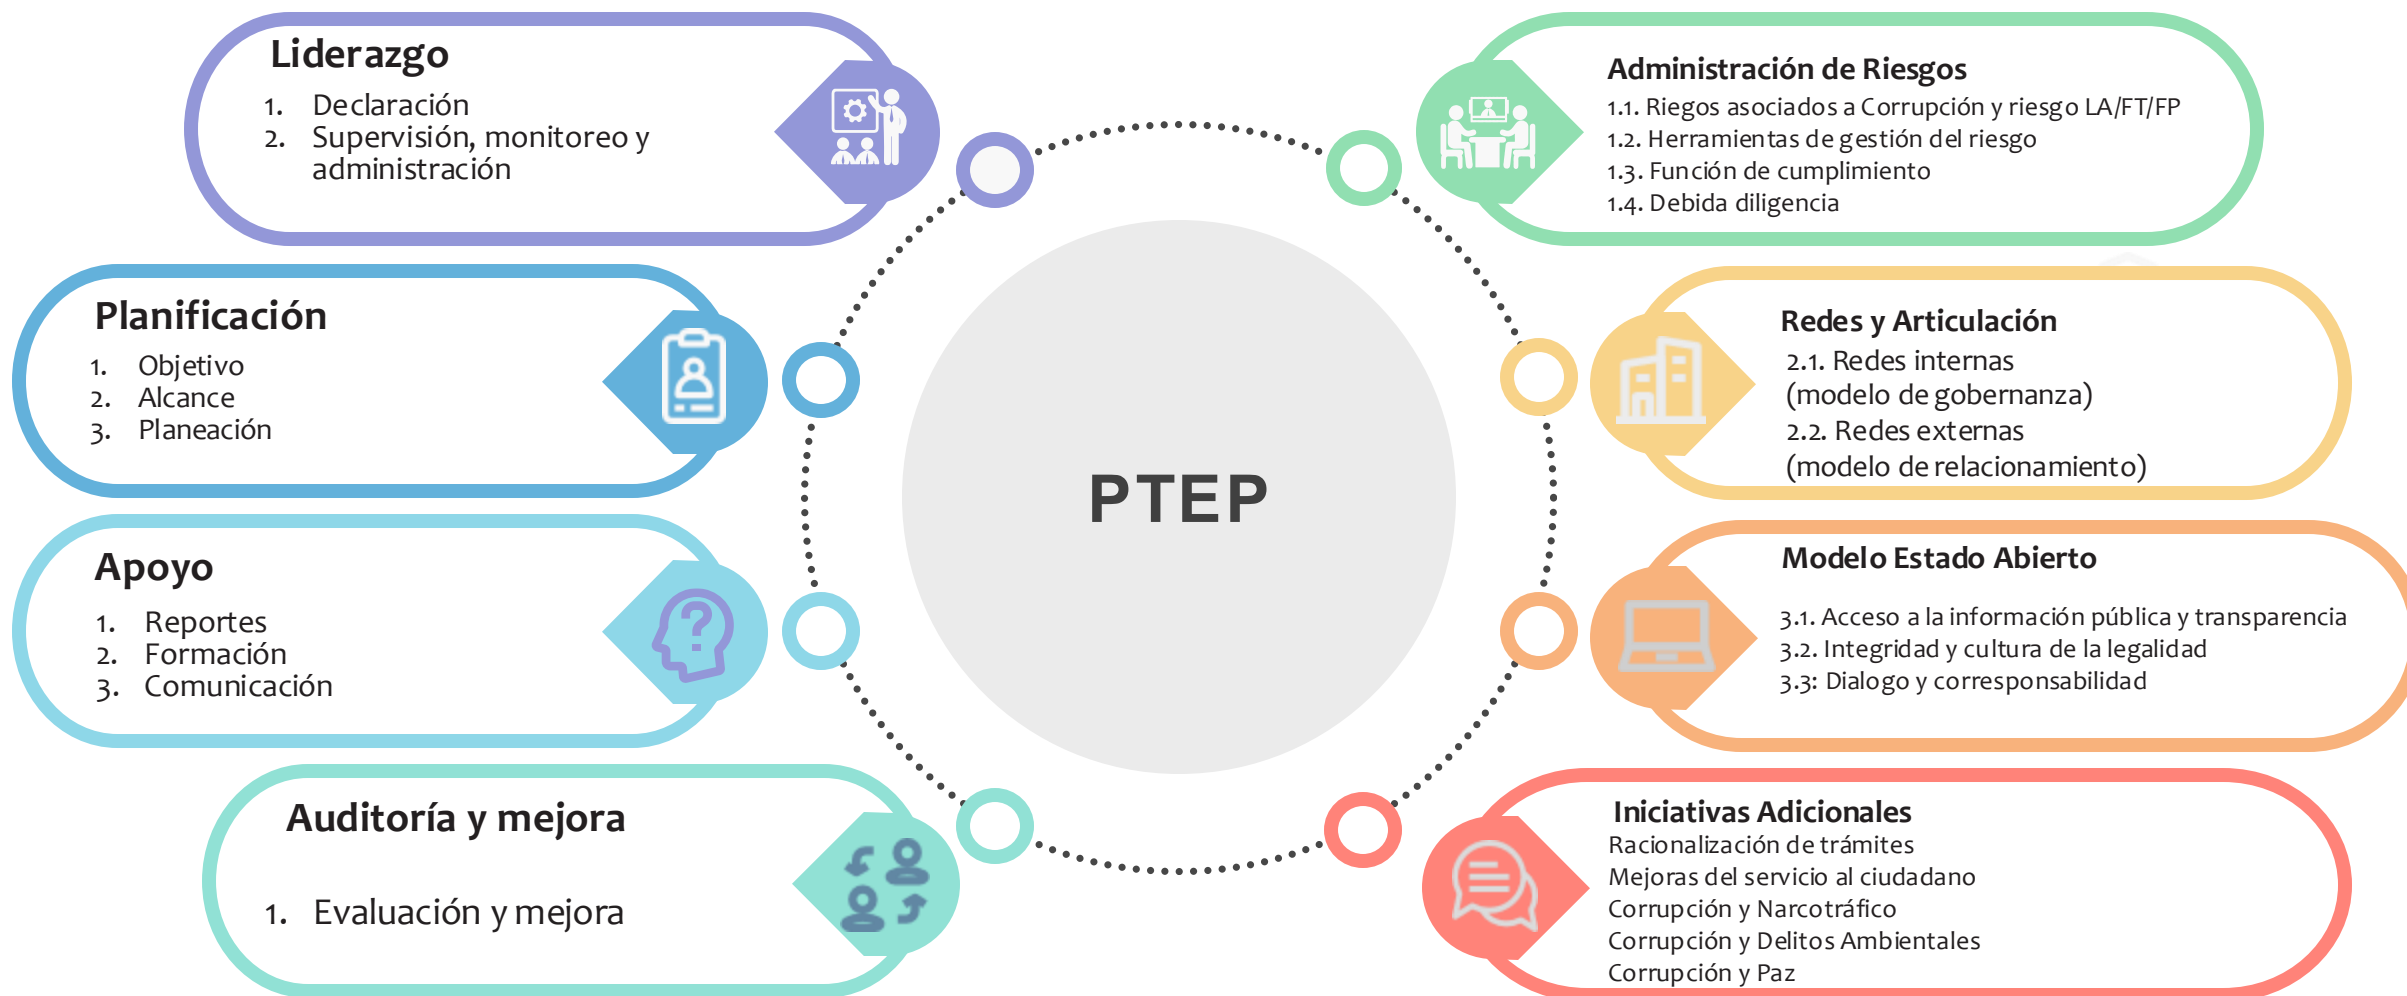 Liderazgo
1. Declaración
2. Supervisión, monitoreo y
administración
Planificación
1. Objetivo
2. Alcance
3. Planeación
Apoyo
1. Reportes
2. Formación
3. Comunicación
Auditoría y mejora
1. Evaluación y mejora
PTEP
Administración de Riesgos
1.1. Riegos asociados a Corrupción y riesgo LA/FT/FP
1.2. Herramientas de gestión del riesgo
1.3. Función de cumplimiento
1.4. Debida diligencia
Redes y Articulación
2.1. Redes internas
(modelo de gobernanza)
2.2. Redes externas
(modelo de relacionamiento)
Modelo Estado Abierto
3.1. Acceso a la información pública y transparencia
3.2. Integridad y cultura de la legalidad
3.3: Dialogo y corresponsabilidad
Iniciativas Adicionales
Racionalización de trámites
Mejoras del servicio al ciudadano
Corrupción y Narcotráfico
Corrupción y Delitos Ambientales
Corrupción y Paz